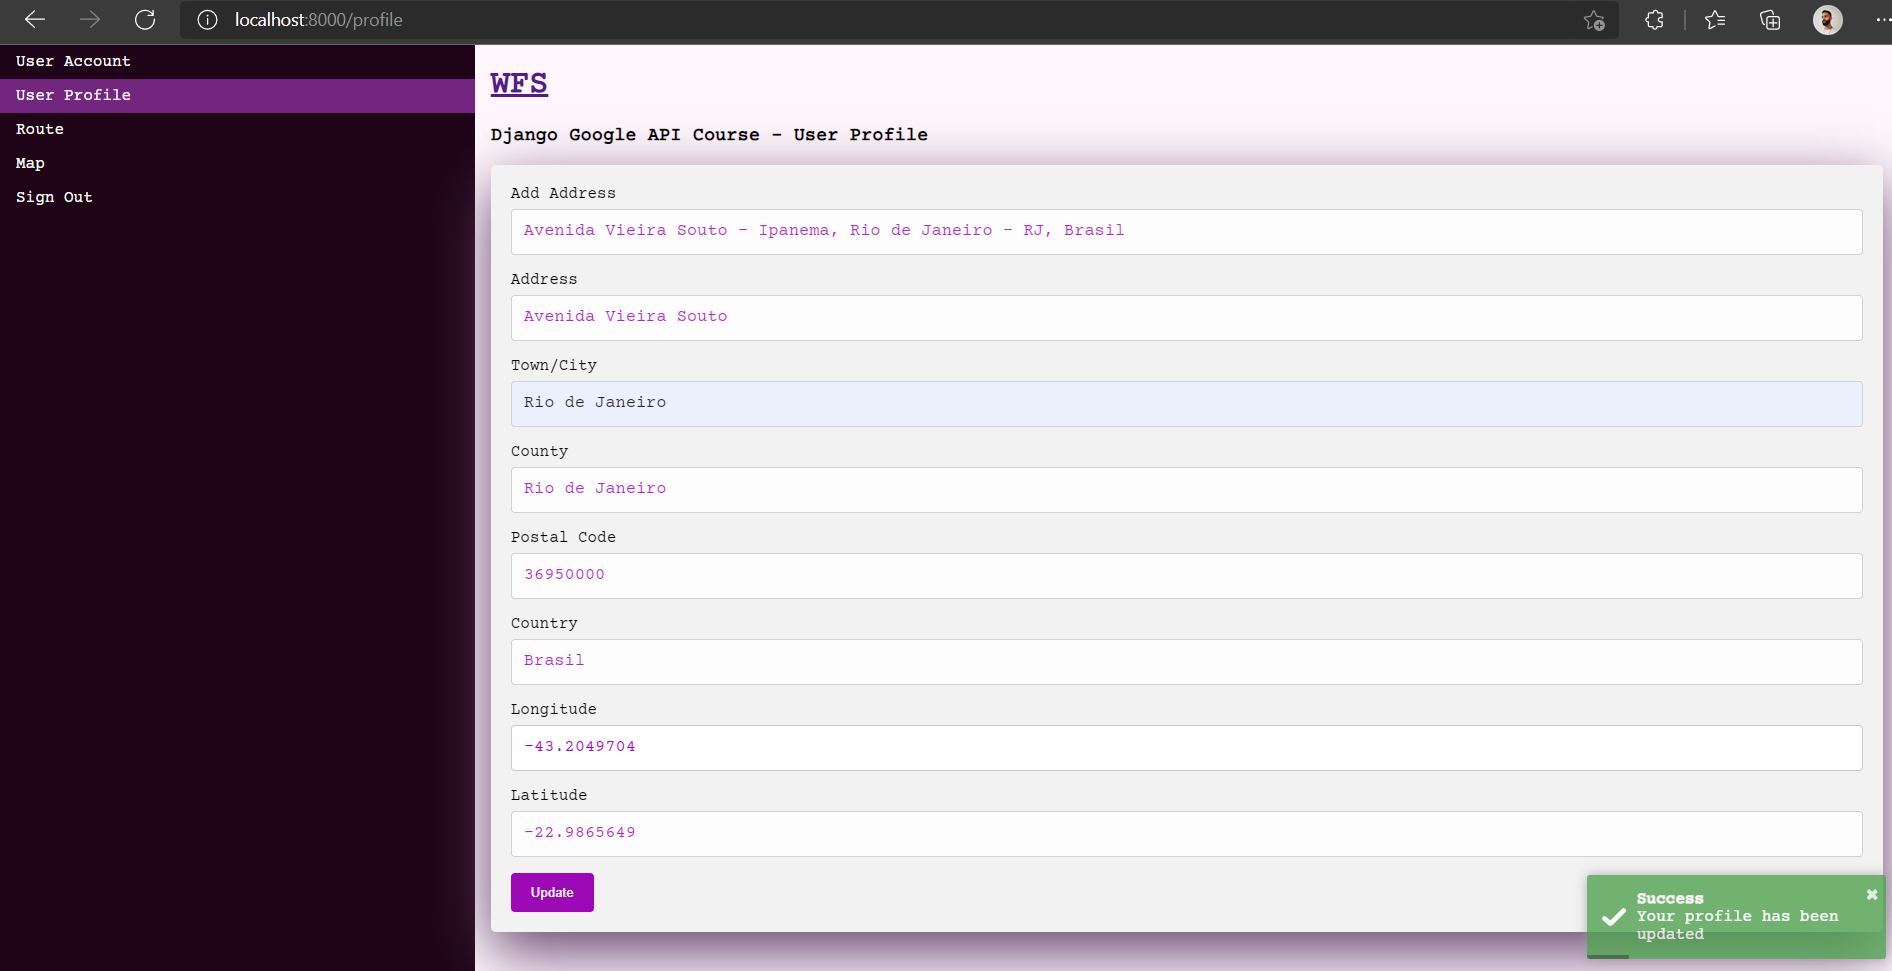 localhost:8000/profile
User Account
User Profile
Route
Map
Sign Out
WFS
Django Google API Course - User Profile
Add Address
Avenida Vieira Souto - Ipanema, Rio de Janeiro - RJ, Brasil
Address
Avenida Vieira Souto
Town/City
Rio de Janeiro
County
Rio de Janeiro
Postal Code
36950000
Country
Brasil
Longitude
-43.2049704
Latitude
-22.9865649
Update
Success
Your profile has been
updated